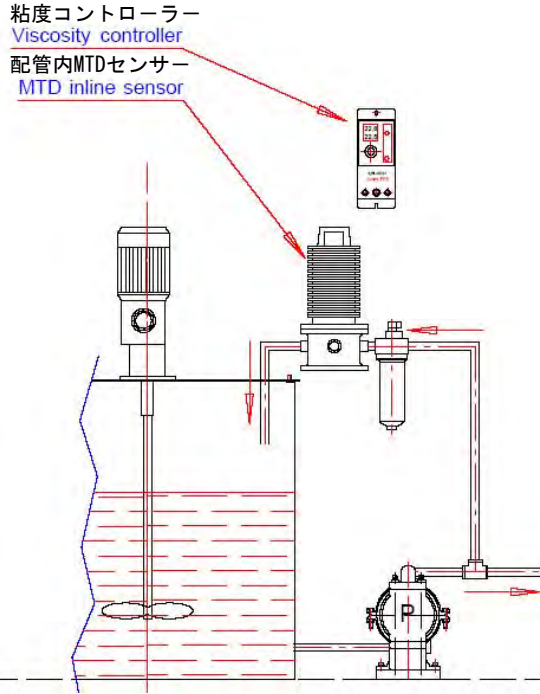 粘度コントローラー
Viscosity controller
配管内MTDセンサー
MTD inline sensor
P